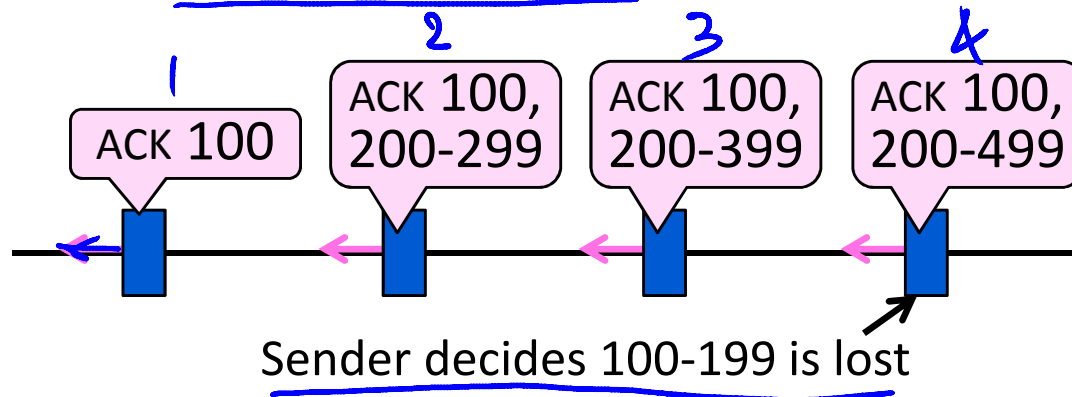 1
2
3
4
ACK 100
ACK 100,
200-299
ACK 100,
200-399
ACK 100,
200-499
Sender decides 100-199 is lost